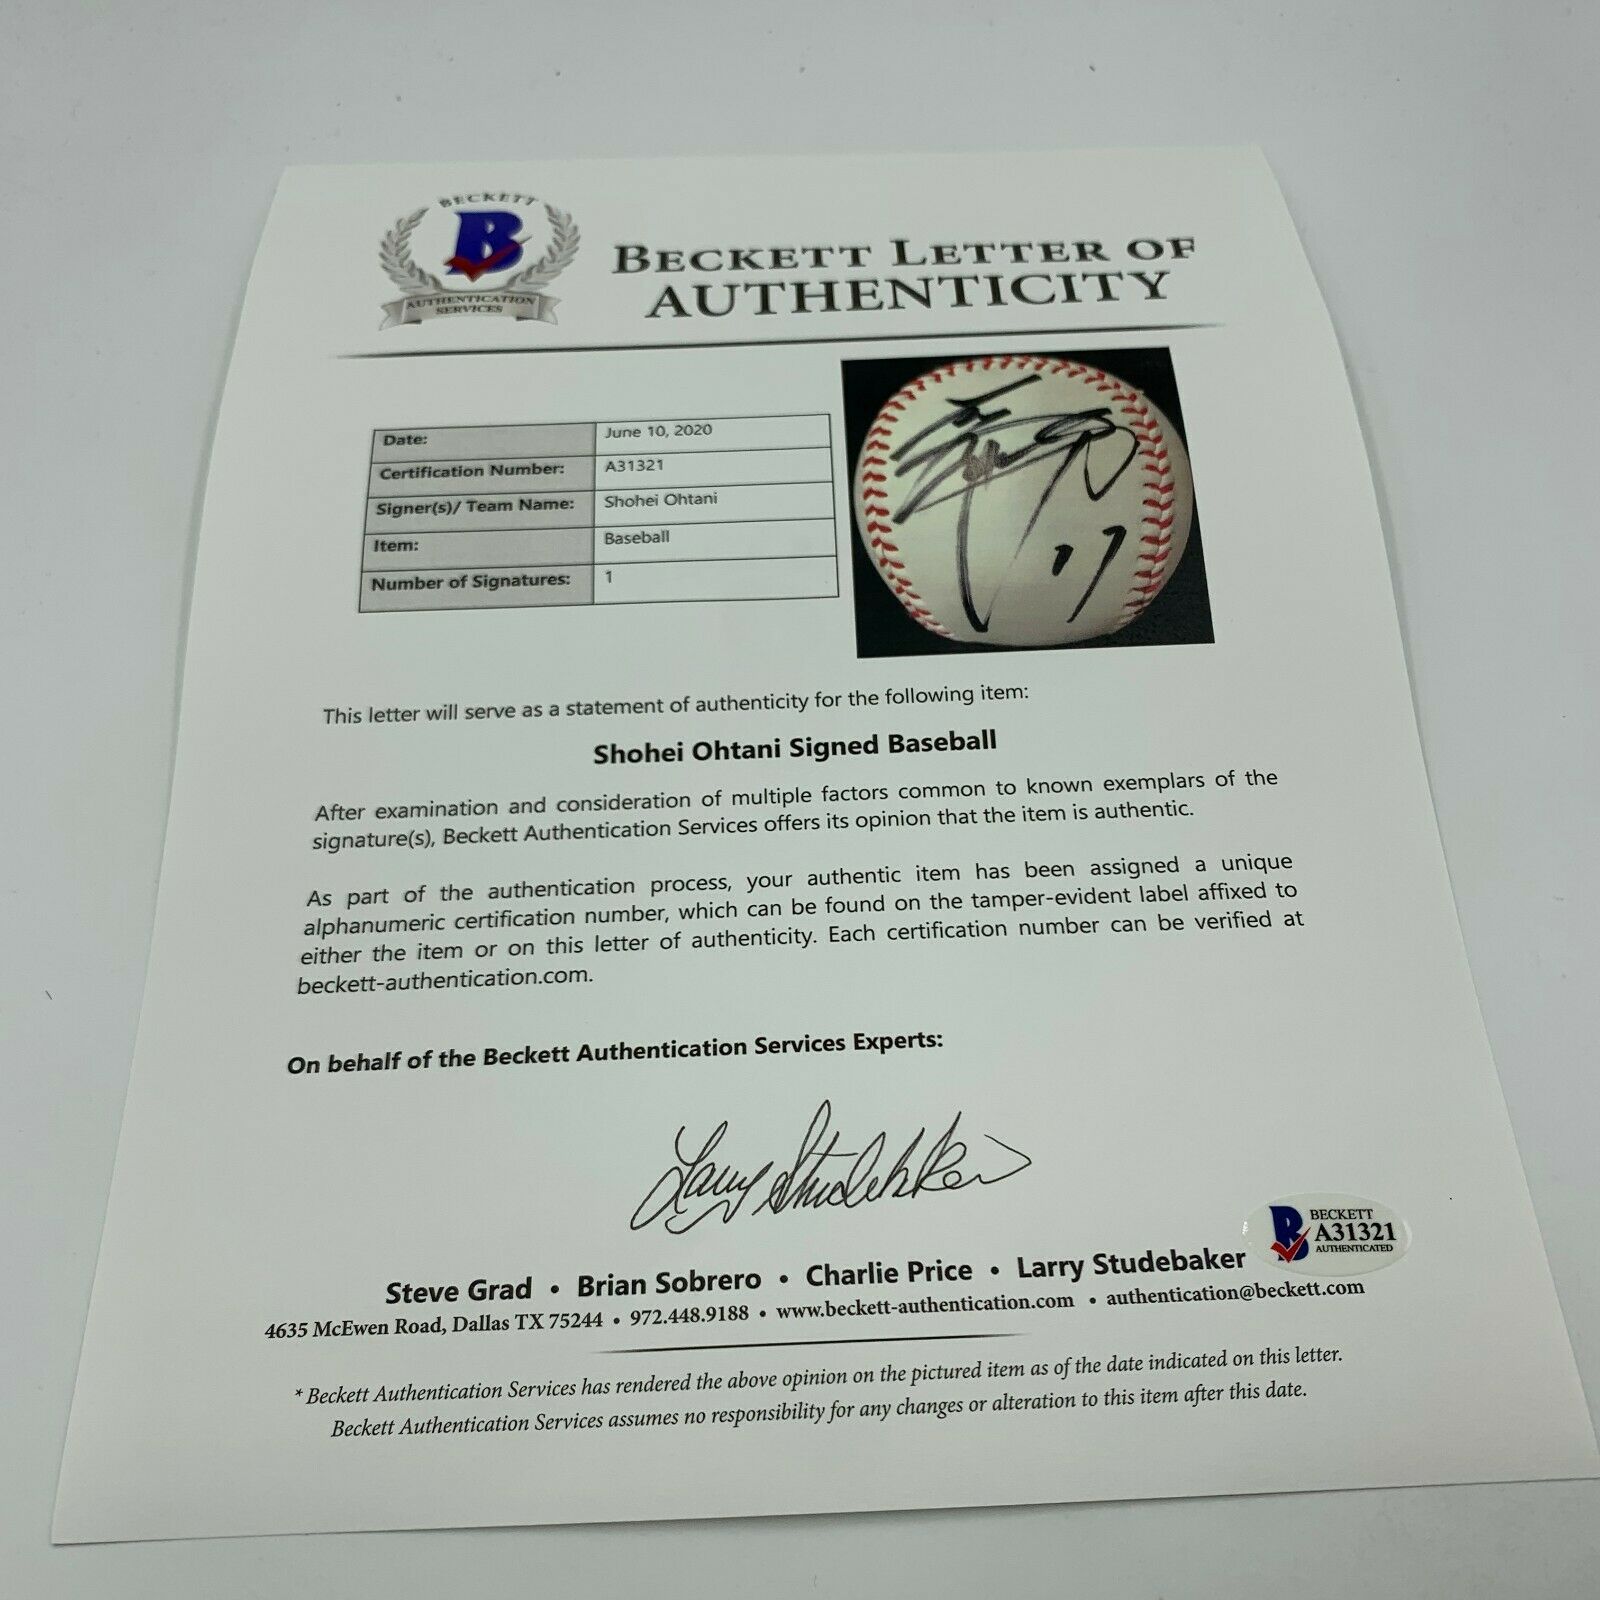 BECKETT
B
AUTHENTICATION
SERVICES
BECKETT LETTER OF
AUTHENTICITY
Date: June 10, 2020
Certification Number: A31321
Signer(s)/ Team Name: Shohei Ohtani
Item: Baseball
Number of Signatures: 1
17
This letter will serve as a statement of authenticity for the following item:
Shohei Ohtani Signed Baseball
After examination and consideration of multiple factors common to known exemplars of the
signature(s), Beckett Authentication Services offers its opinion that the item is authentic.
As part of the authentication process, your authentic item has been assigned a unique
alphanumeric certification number, which can be found on the tamper-evident label affixed to
either the item or on this letter of authenticity. Each certification number can be verified at
beckett-authentication.com.
On behalf of the Beckett Authentication Services Experts:
Larry Studebaker
Steve Grad • Brian Sobrero • Charlie Price • Larry Studebaker
B BECKETT
A31321
AUTHENTICATED
4635 McEwen Road, Dallas TX 75244 • 972.448.9188 • www.beckett-authentication.com • authentication@beckett.com
* Beckett Authentication Services has rendered the above opinion on the pictured item as of the date indicated on this letter.
Beckett Authentication Services assumes no responsibility for any changes or alteration to this item after this date.